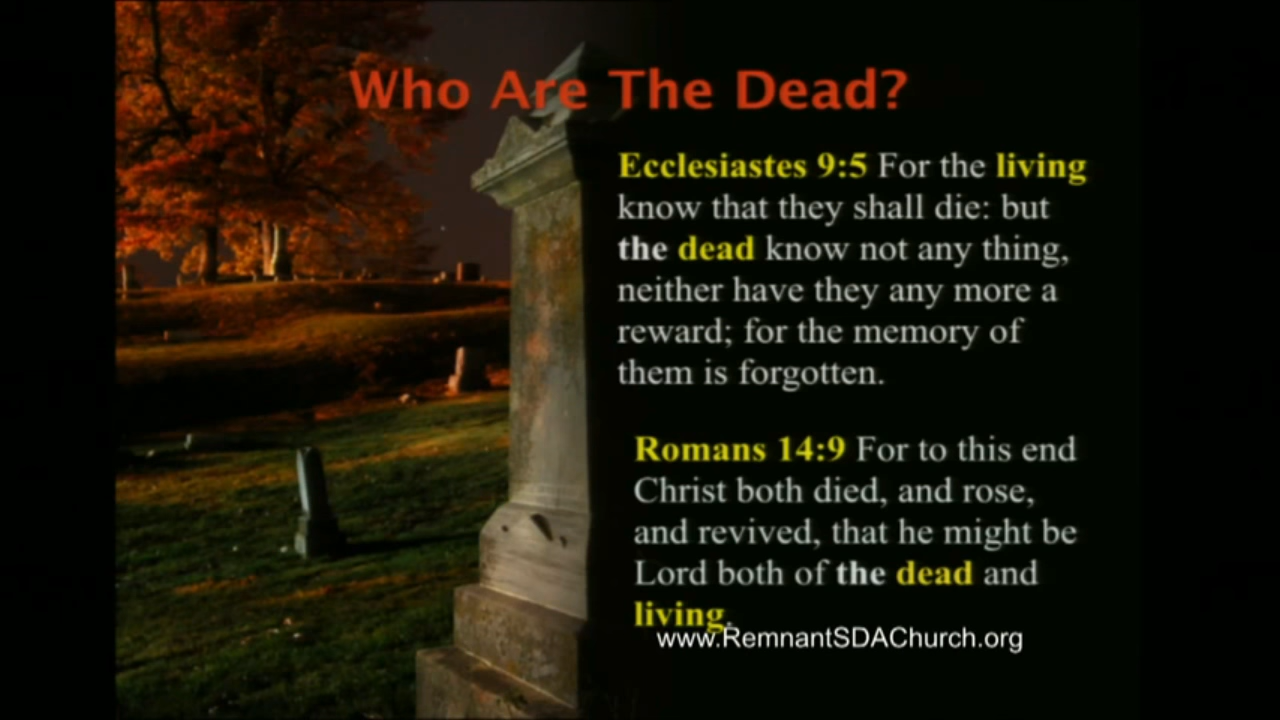 Who Are The Dead?
Ecclesiastes 9:5 For the living
know that they shall die: but
the dead know not any thing,
neither have they any more a
reward; for the memory of
them is forgotten.
Romans 14:9 For to this end
Christ both died, and rose,
and revived, that he might be
Lord both of the dead and
living.
www.RemnantSDAChurch.org